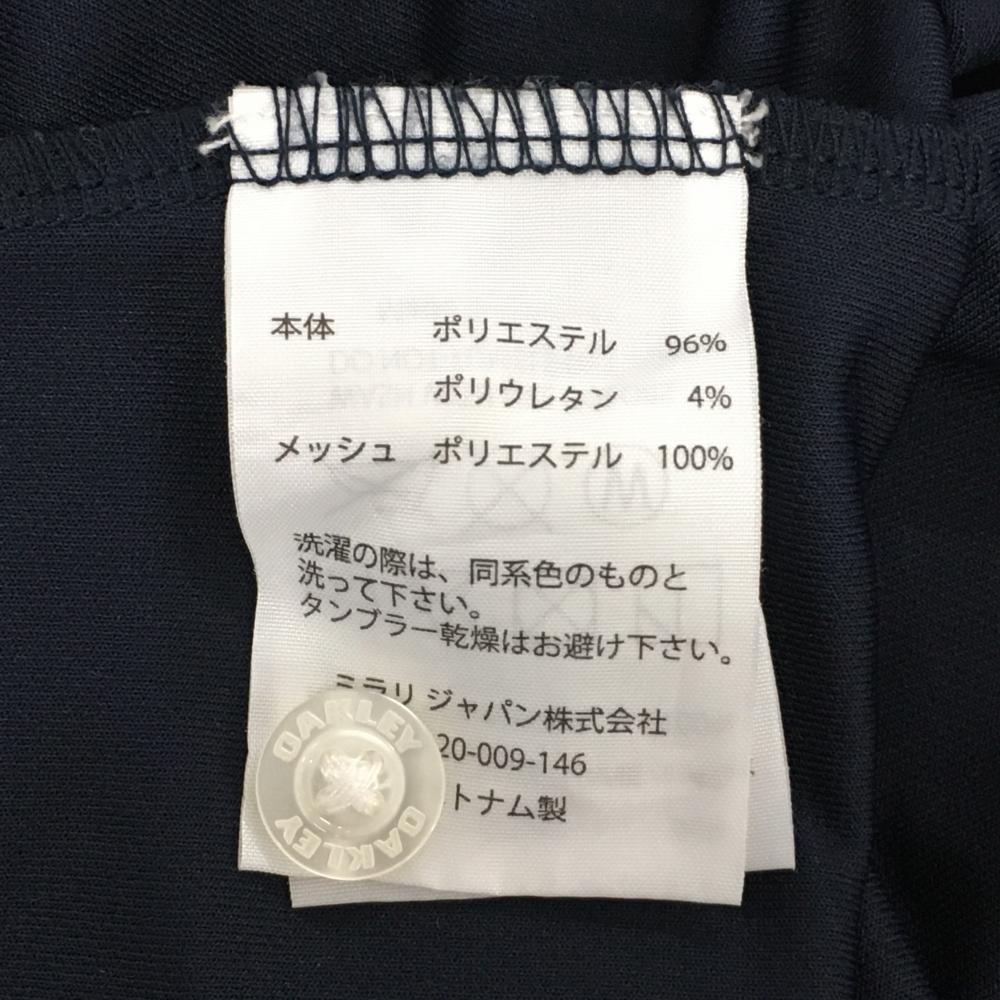 本体 ポリエステル 96%
ポリウレタン 4%
メッシュ ポリエステル 100%
洗濯の際は、同系色のものと
洗って下さい。
タンブラー乾燥はお避け下さい。
ミラリ ジャパン株式会社
20-009-146
トナム製
OAKLEY
OAKLEY